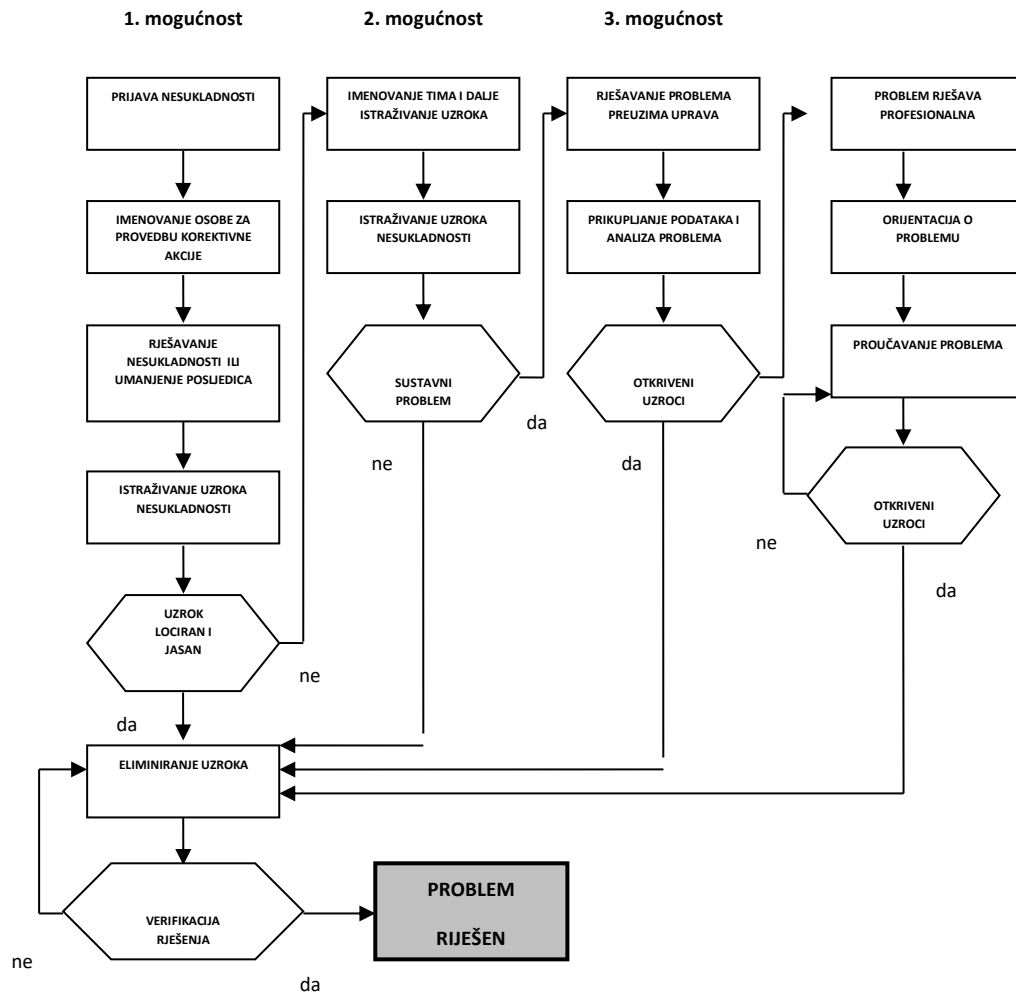 1. mogućnost
2. mogućnost
3. mogućnost
PRIJAVA NESUKLADNOSTI
IMENOVANJE OSOBE ZA
PROVEDBU KOREKTIVNE
AKCIJE
RJEŠAVANJE
NESUKLADNOSTI ILI
UMANJENJE POSLJEDICA
ISTRAŽIVANJE UZROKA
NESUKLADNOSTI
UZROK
LOCIRAN I
JASAN
ne
da
IMENOVANJE TIMA I DALJE
ISTRAŽIVANJE UZROKA
ISTRAŽIVANJE UZROKA
NESUKLADNOSTI
SUSTAVNI
PROBLEM
da
ne
RJEŠAVANJE PROBLEMA
PREUZIMA UPRAVA
PRIKUPLJANJE PODATAKA I
ANALIZA PROBLEMA
OTKRIVENI
UZROCI
da
PROBLEM RJEŠAVA
PROFESIONALNA
ORIJENTACIJA O
PROBLEMU
PROUČAVANJE PROBLEMA
OTKRIVENI
UZROCI
ne
da
ELIMINIRANJE UZROKA
VERIFIKACIJA
RJEŠENJA
ne
da
PROBLEM
RIJEŠEN